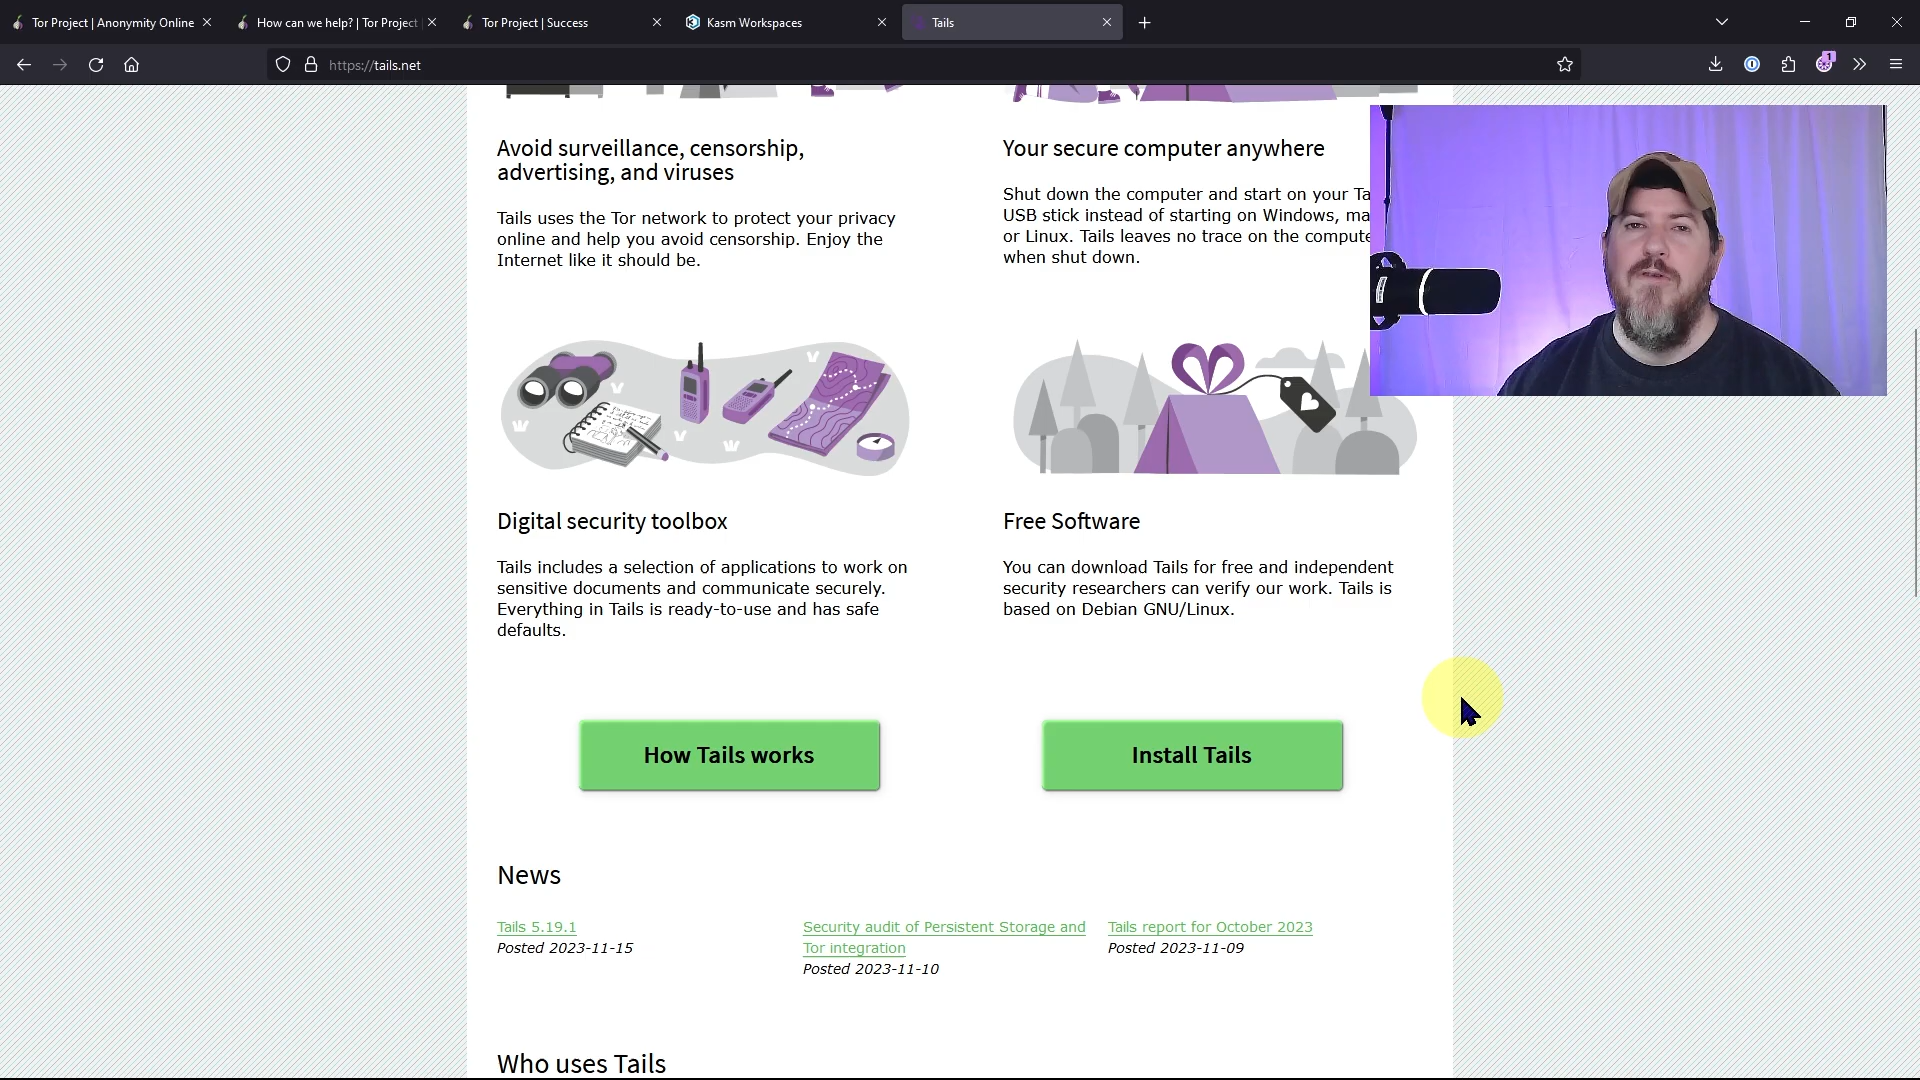 Tor Project | Anonymity Online
How can we help? | Tor Project
Tor Project | Success
Kasm Workspaces
Tails
https://tails.net
1
Avoid surveillance, censorship,
advertising, and viruses
Tails uses the Tor network to protect your privacy
online and help you avoid censorship. Enjoy the
Internet like it should be.
Your secure computer anywhere
Shut down the computer and start on your Ta
USB stick instead of starting on Windows, ma
or Linux. Tails leaves no trace on the compute
when shut down.
Digital security toolbox
Tails includes a selection of applications to work on
sensitive documents and communicate securely.
Everything in Tails is ready-to-use and has safe
defaults.
Free Software
You can download Tails for free and independent
security researchers can verify our work. Tails is
based on Debian GNU/Linux.
How Tails works
Install Tails
News
Tails 5.19.1
Posted 2023-11-15
Security audit of Persistent Storage and
Tor integration
Posted 2023-11-10
Tails report for October 2023
Posted 2023-11-09
Who uses Tails